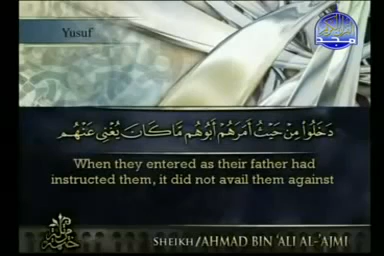 Yusuf
المجد
دَخَلُواْ مِنْ حَيْثُ أَمَرَهُمْ أَبُوهُم مَّا كَانَ يُغْنِي عَنْهُم
When they entered as their father had
instructed them, it did not avail them against
SHEIKH/AHMAD BIN 'ALI AL-'AJMI